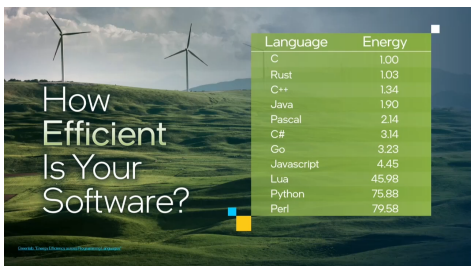 How
Efficient
Is Your
Software?
Language Energy
C 1.00
Rust 1.03
C++ 1.34
Java 1.90
Pascal 2.14
C# 3.14
Go 3.23
Javascript 4.45
Lua 45.98
Python 75.88
Perl 79.58